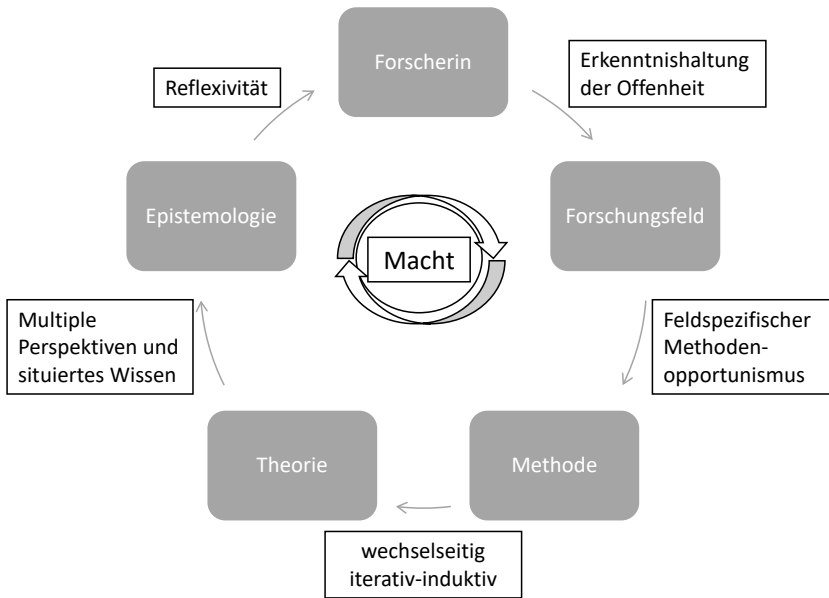 Forscherin
Erkenntnishaltung
der Offenheit
Reflexivität
Epistemologie
Forschungsfeld
Macht
Multiple
Perspektiven und
situiertes Wissen
Feldspezifischer
Methoden-
opportunismus
Theorie
Methode
wechselseitig
iterativ-induktiv